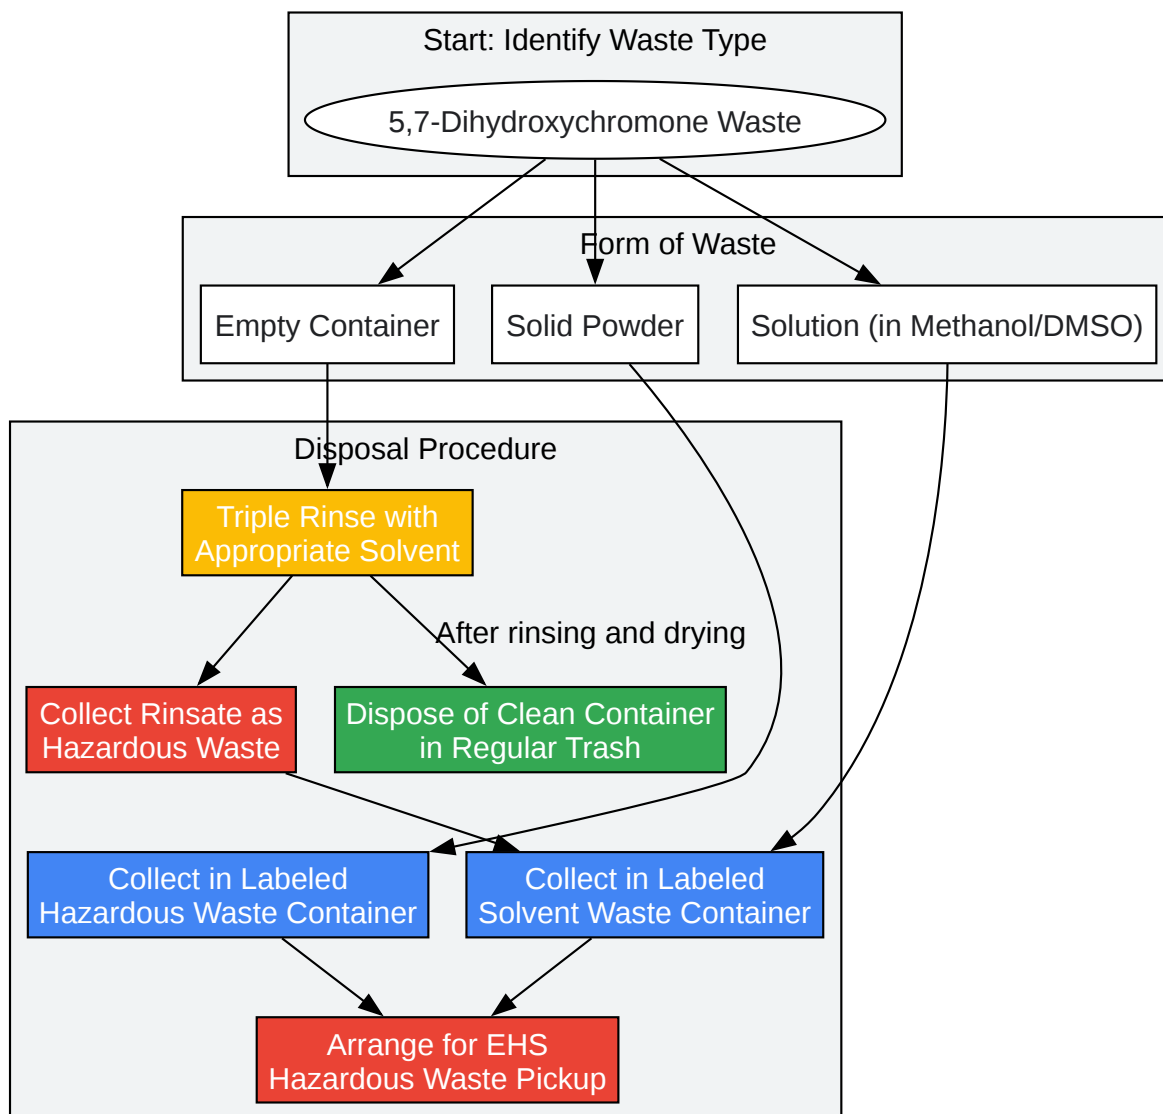 Start: Identify Waste Type
5,7-Dihydroxychromone Waste
Form of Waste
Empty Container
Solid Powder
Solution (in Methanol/DMSO)
Disposal Procedure
Triple Rinse with
Appropriate Solvent
After rinsing and drying
Collect Rinsate as
Hazardous Waste
Dispose of Clean Container
in Regular Trash
Collect in Labeled
Hazardous Waste Container
Collect in Labeled
Solvent Waste Container
Arrange for EHS
Hazardous Waste Pickup